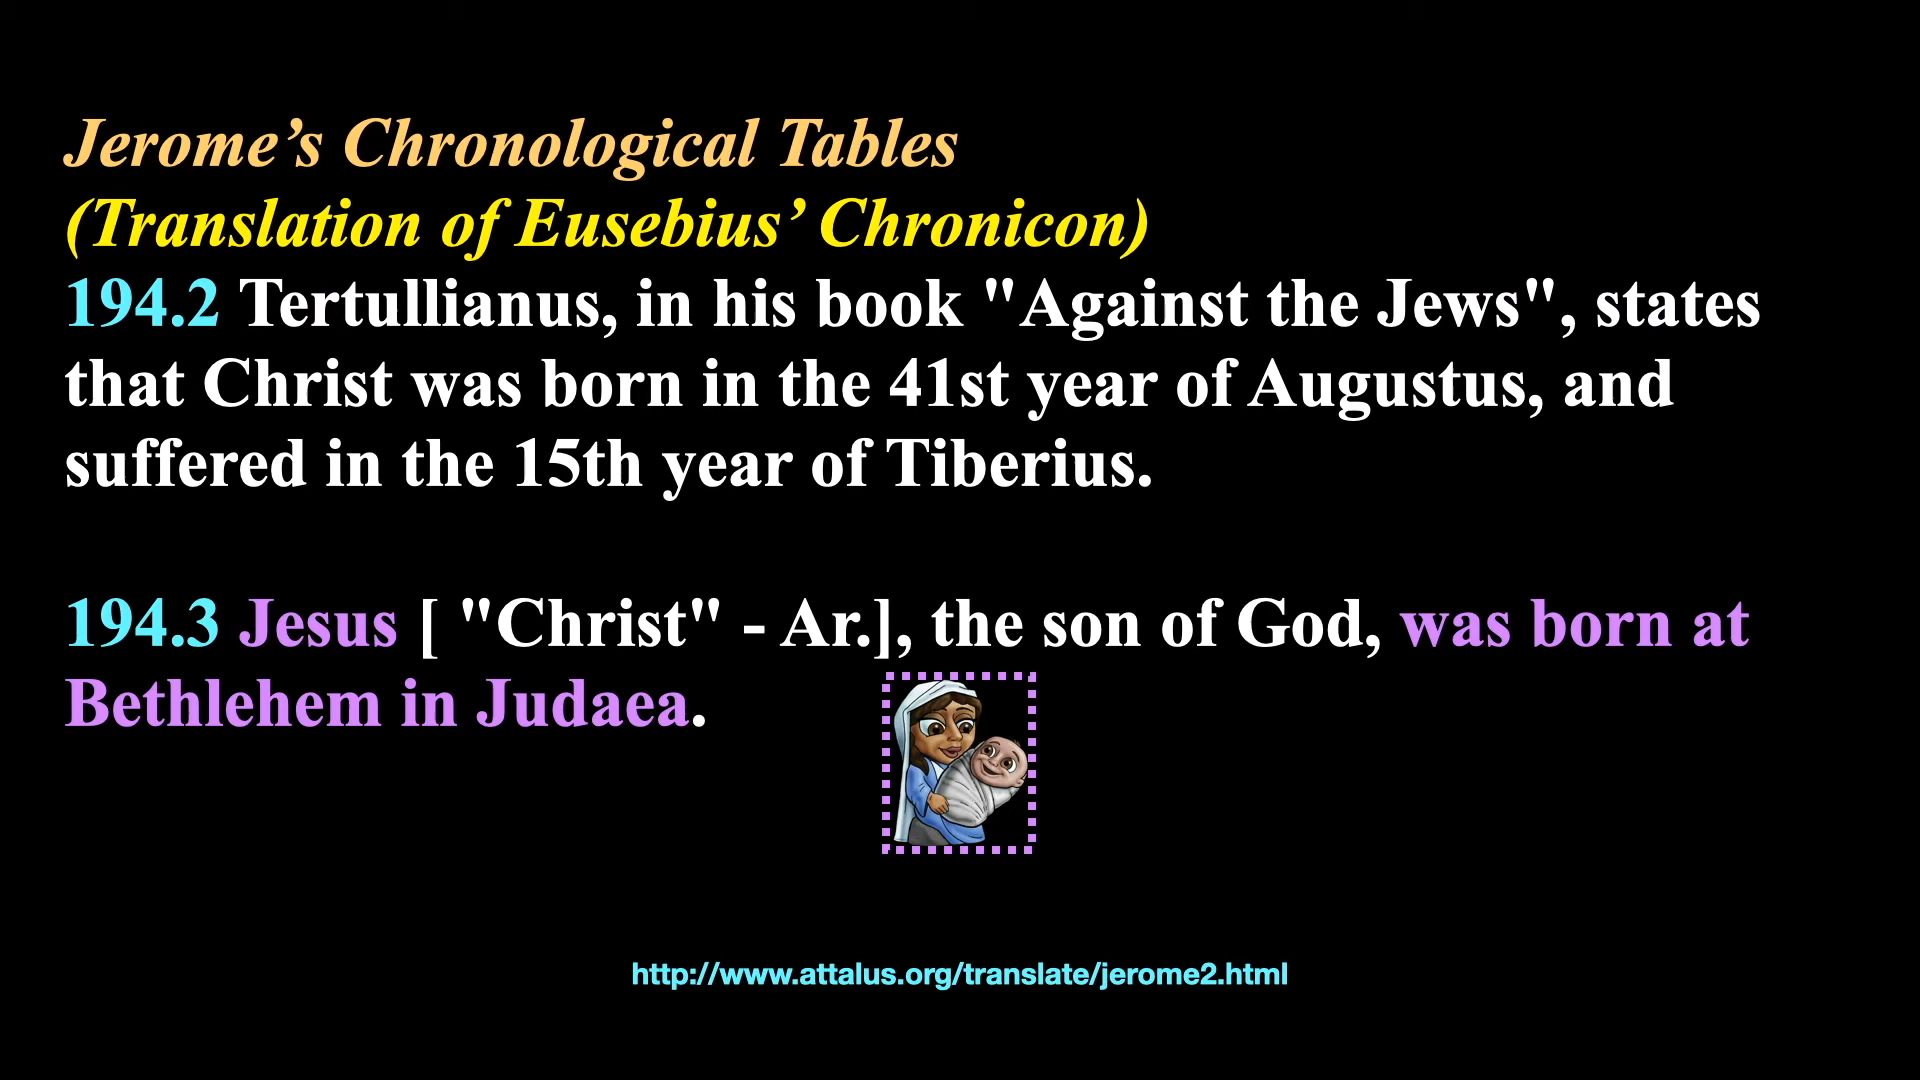 Jerome’s Chronological Tables
(Translation of Eusebius’ Chronicon)
194.2 Tertullianus, in his book "Against the Jews", states
that Christ was born in the 41st year of Augustus, and
suffered in the 15th year of Tiberius.
194.3 Jesus [ "Christ" - Ar.], the son of God, was born at
Bethlehem in Judaea.
http://www.attalus.org/translate/jerome2.html